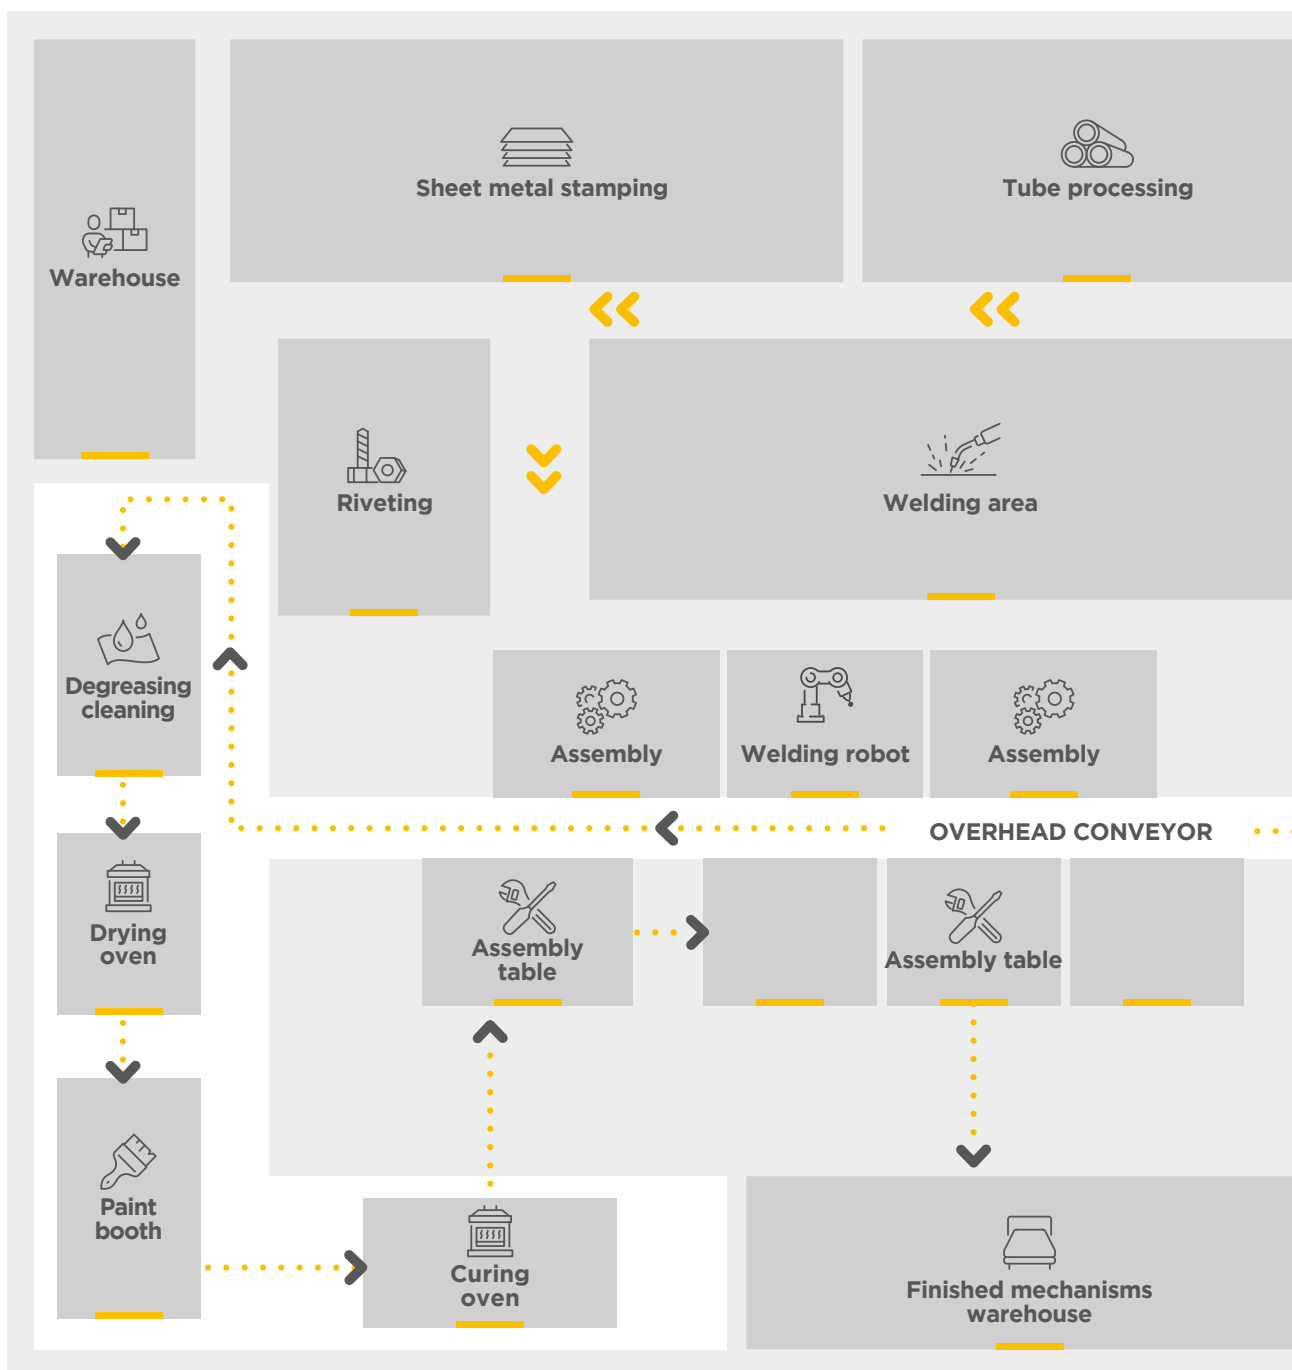 Sheet metal stamping
Tube processing
Warehouse
Riveting
Welding area
Degreasing
cleaning
Assembly
Welding robot
Assembly
OVERHEAD CONVEYOR
Drying
oven
Assembly
table
Assembly table
Paint
booth
Curing
oven
Finished mechanisms
warehouse